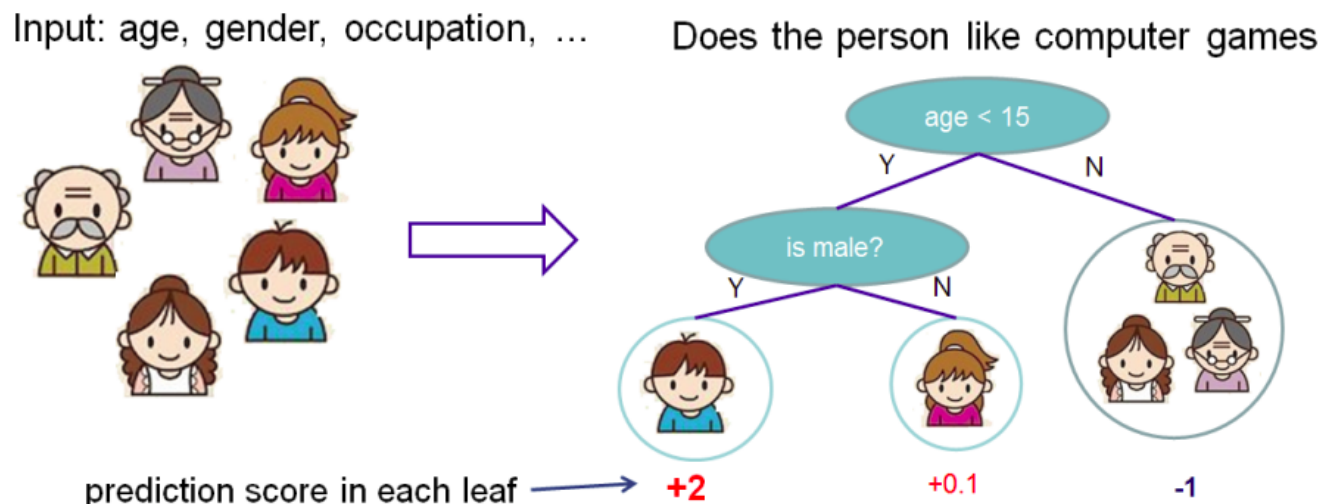 Input: age, gender, occupation, ...
Does the person like computer games
age < 15
Y
N
is male?
Y
N
prediction score in each leaf
+2
+0.1
-1